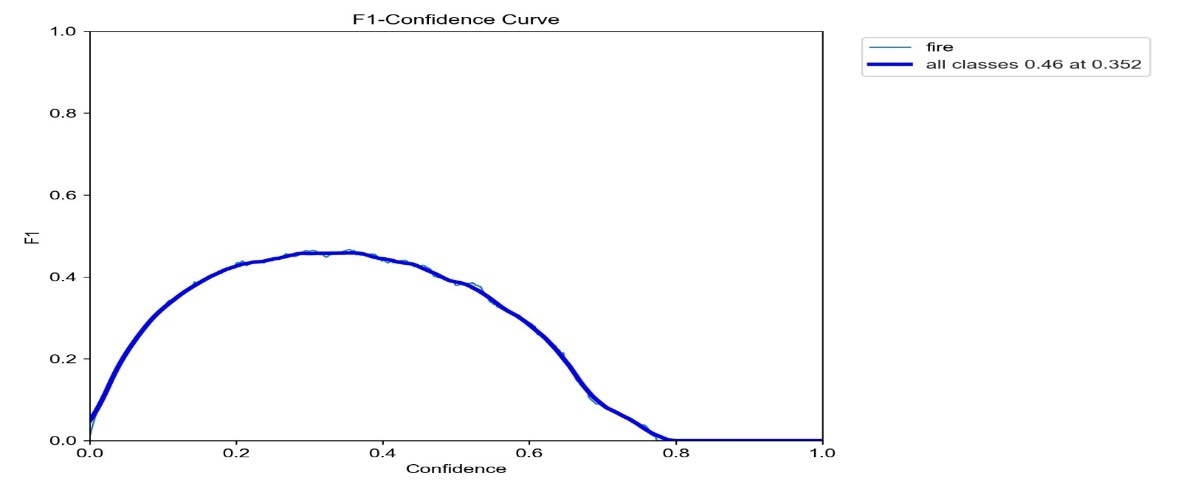 F1-Confidence Curve
1.0
0.8
0.6
0.4
0.2
0.0
F1
0.0 0.2 0.4 0.6 0.8 1.0
Confidence
fire
all classes 0.46 at 0.352